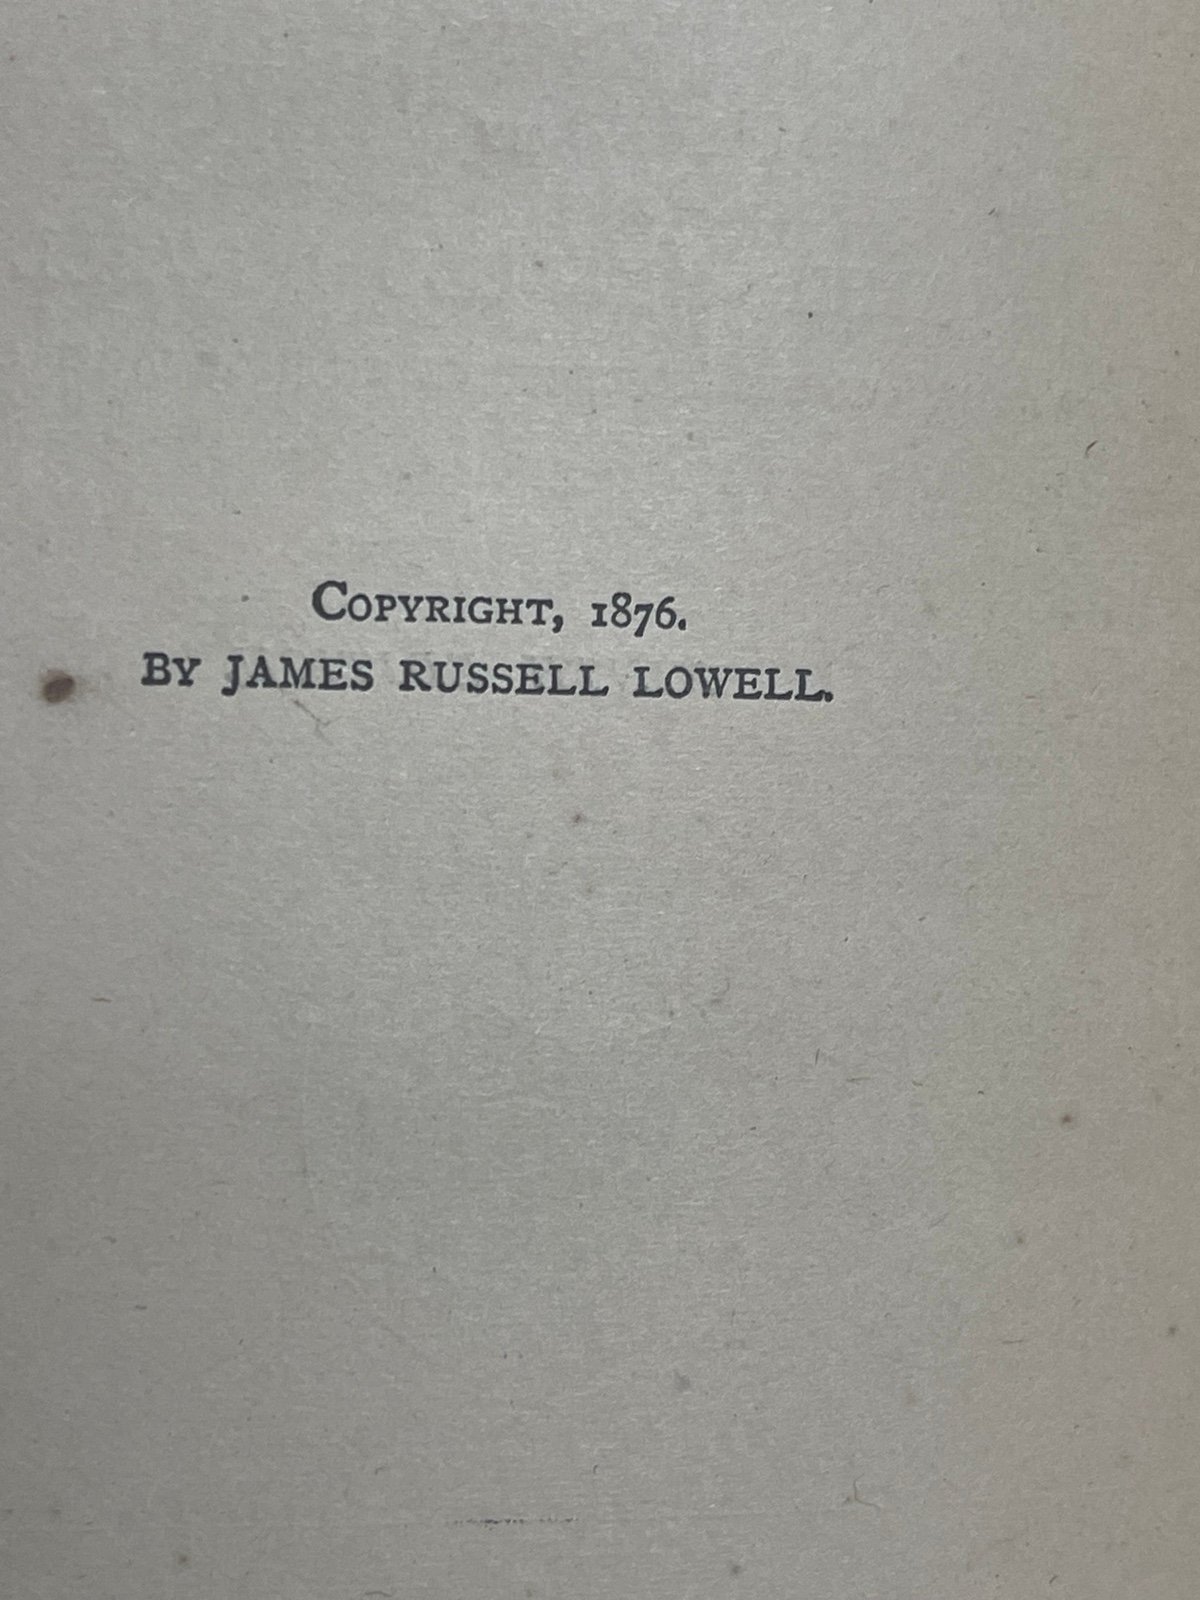 Copyright, 1876.
By JAMES RUSSELL LOWELL.